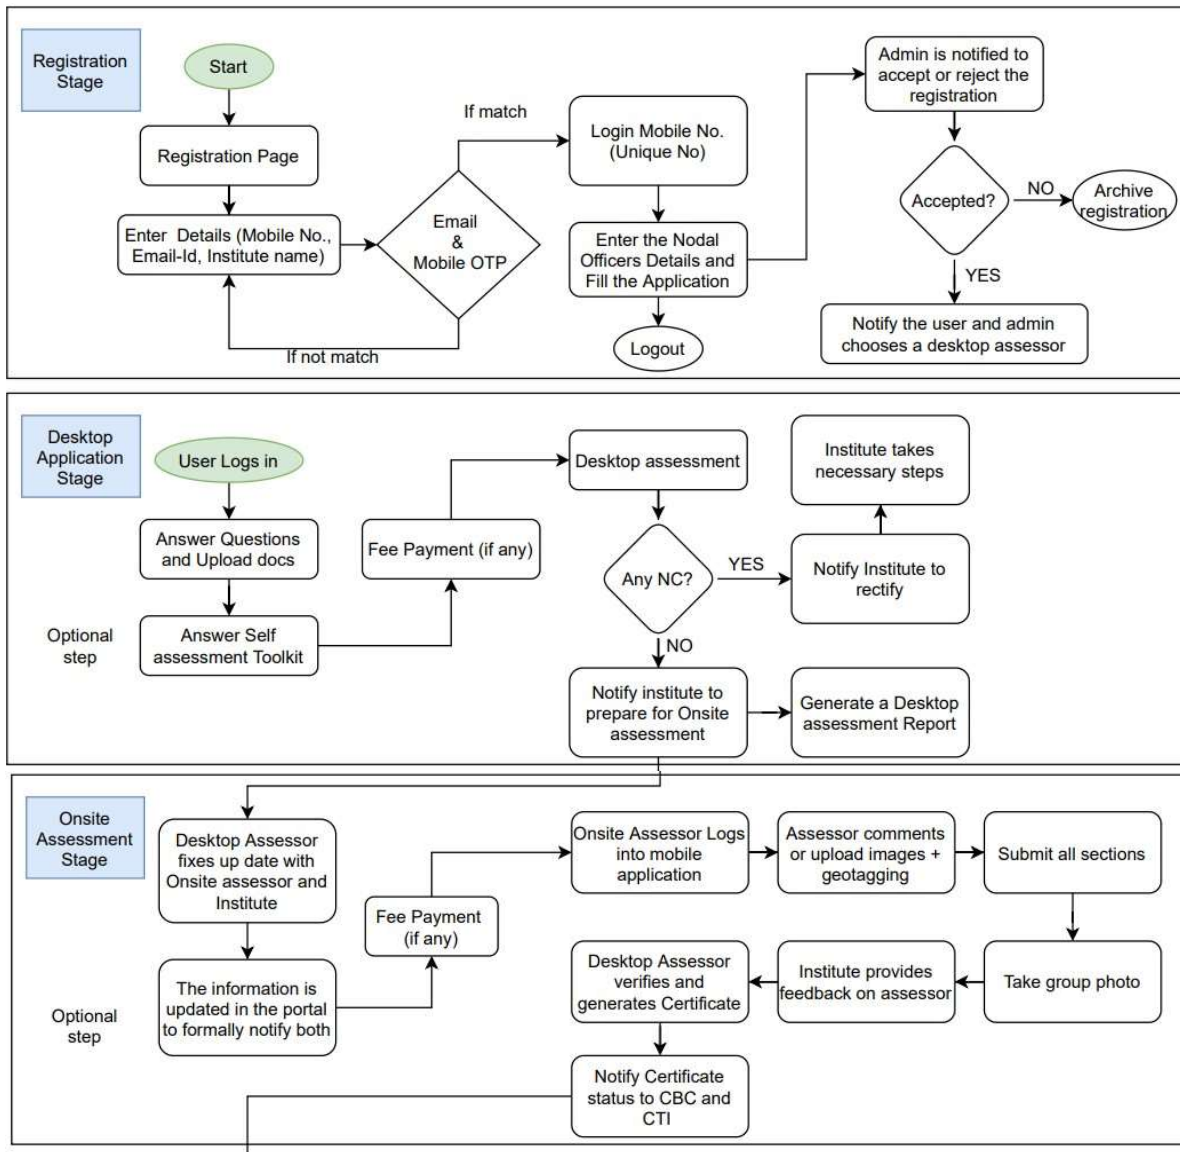 Registration
Stage
Start
Registration Page
Enter Details (Mobile No.,
Email-Id, Institute name)
Email
&
Mobile OTP
If match
If not match
Login Mobile No.
(Unique No)
Enter the Nodal
Officers Details and
Fill the Application
Logout
Admin is notified to
accept or reject the
registration
Accepted?
NO
Archive
registration
YES
Notify the user and admin
chooses a desktop assessor
Desktop
Application
Stage
User Logs in
Answer Questions
and Upload docs
Optional
step
Answer Self
assessment Toolkit
Fee Payment (if any)
Desktop assessment
Any NC?
YES
Notify Institute to
rectify
Institute takes
necessary steps
NO
Notify institute to
prepare for Onsite
assessment
Generate a Desktop
assessment Report
Onsite
Assessment
Stage
Desktop Assessor
fixes up date with
Onsite assessor and
Institute
Optional
step
The information is
updated in the portal
to formally notify both
Fee Payment
(if any)
Onsite Assessor Logs
into mobile
application
Assessor comments
or upload images +
geotagging
Submit all sections
Take group photo
Institute provides
feedback on assessor
Desktop Assessor
verifies and
generates Certificate
Notify Certificate
status to CBC and
CTI